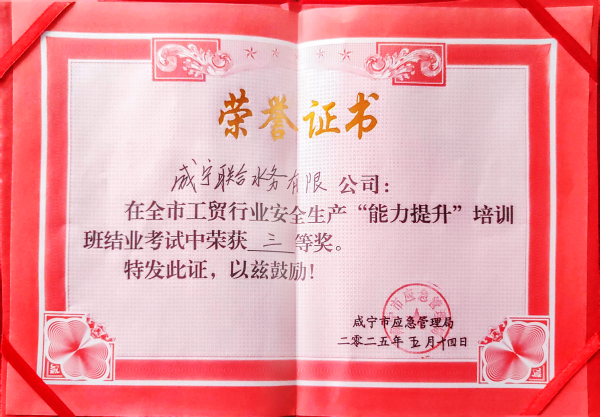 荣誉证书
咸宁联合水务有限公司：
在全市工贸行业安全生产“能力提升”培训
班结业考试中荣获三等奖。
特发此证，以兹鼓励！
咸宁市应急管理局
二零二五年五月十四日